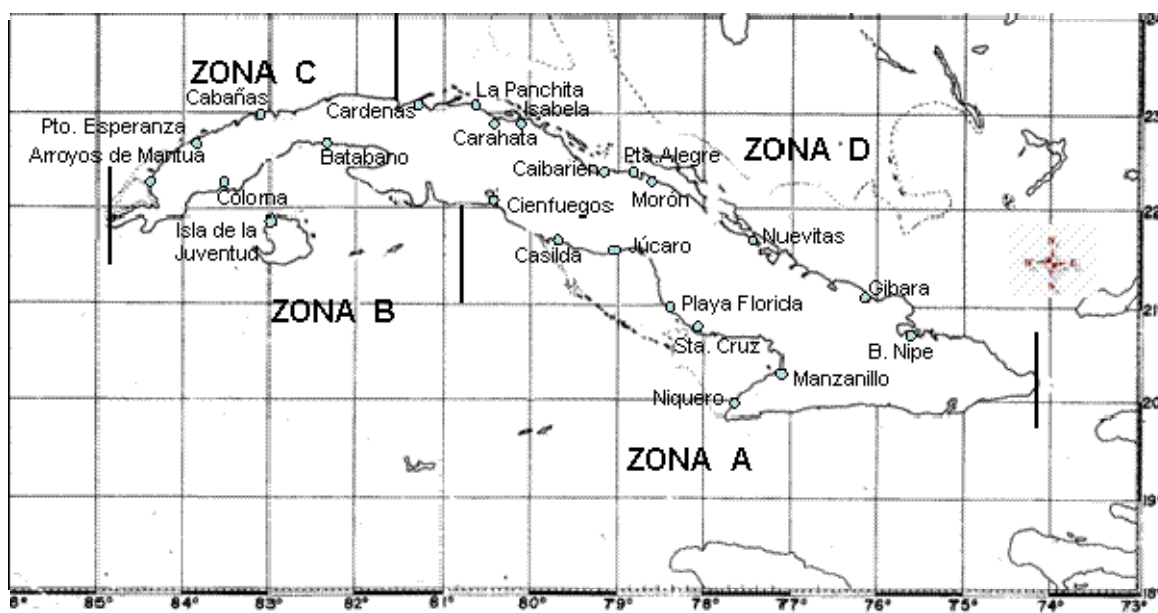 ZONA C
Cabañas
Pto. Esperanza
Arroyos de Mantua
Cardenas
La Panchita
Isabela
Carahata
ZONA D
Batabano
Caibarien
Pta. Alegre
Morón
Coloma
Isla de la
Juventud
Cienfuegos
Casilda
Júcaro
Nuevitas
Gibara
ZONA B
Playa Florida
Sta. Cruz
B. Nipe
Manzanillo
Niquero
ZONA A
23
22
21
20
19
85° 84° 83° 82° 81° 80° 79° 78° 77° 76° 75° 74° 73°